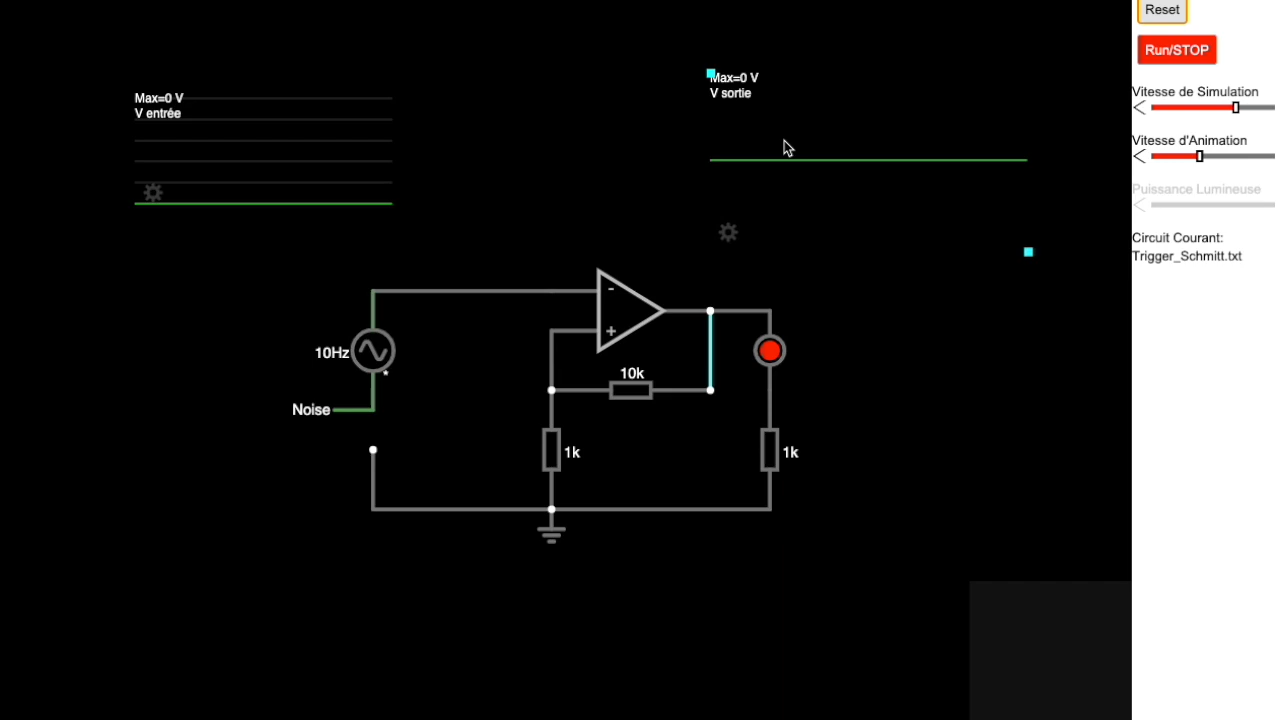 Reset
Run/STOP
Max=0 V
V sortie
Vitesse de Simulation
Max=0 V
V entrée
Vitesse d'Animation
Puissance Lumineuse
Circuit Courant:
Trigger_Schmitt.txt
-
+
10Hz
10k
Noise
1k
1k